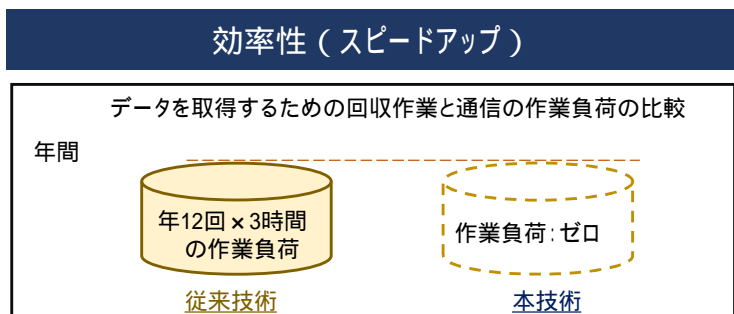 効率性（スピードアップ）
データを取得するための回収作業と通信の作業負荷の比較
年間
年12回×3時間
の作業負荷
作業負荷:ゼロ
従来技術
本技術